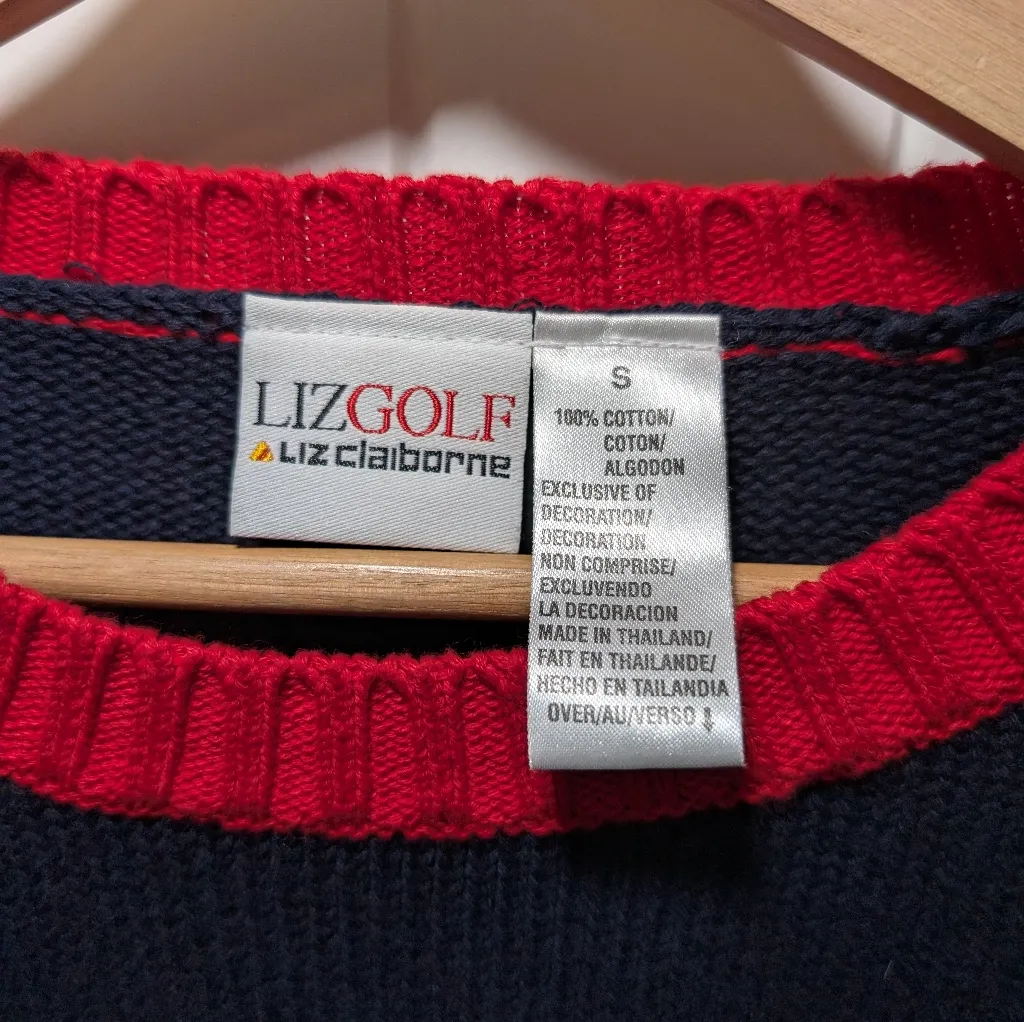 LIZGOLF
LIZ claiborne
S
100% COTTON/
COTON/
ALGODON
EXCLUSIVE OF
DECORATION/
DECORATION
NON COMPRISE/
EXCLUVENDO
LA DECORACION
MADE IN THAILAND/
FAIT EN THAILANDE/
HECHO EN TAILANDIA
OVER/AU/VERSO